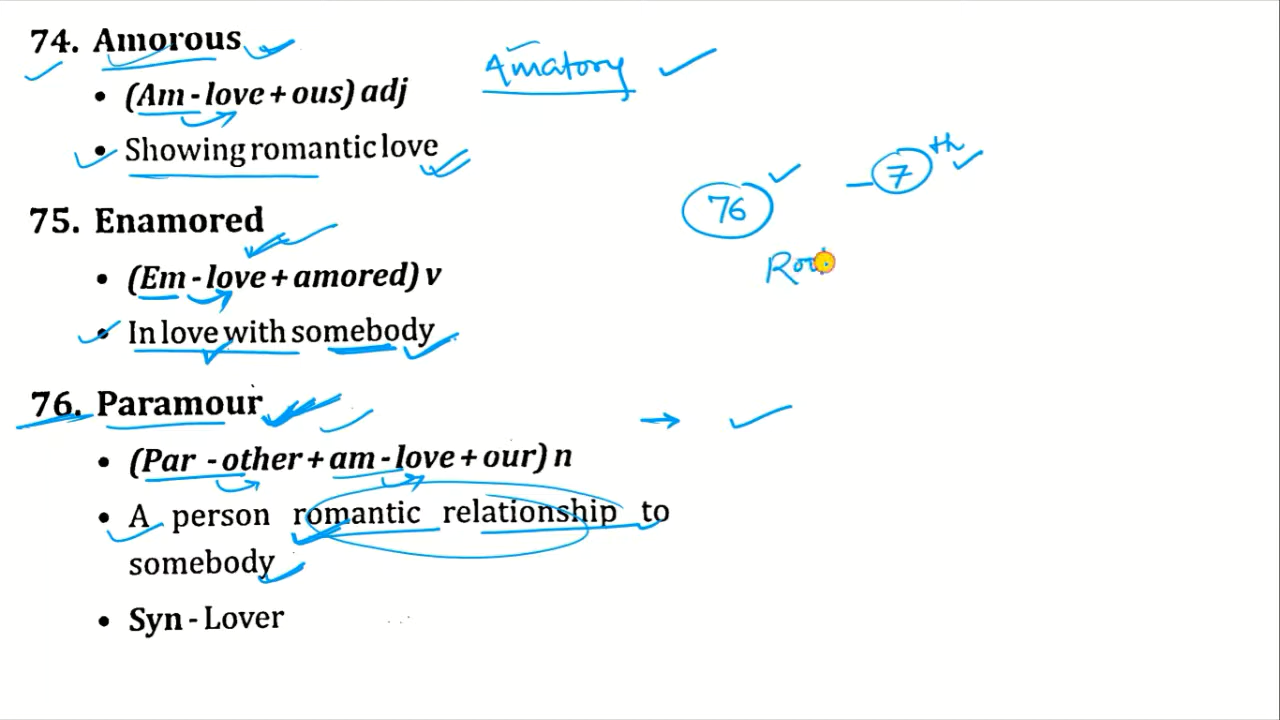 74. Amorous
• (Am - love + ous) adj
• Showing romantic love
Amatory
75. Enamored
• (Em - love + amored) v
• In love with somebody
76 - 7th
76. Paramour
• (Par - other + am - love + our) n
• A person romantic relationship to
somebody
• Syn - Lover